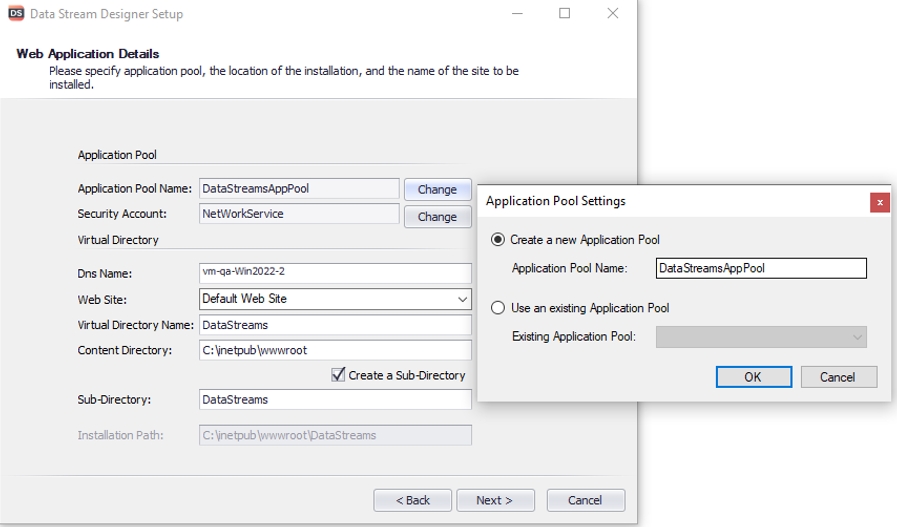 DS Data Stream Designer Setup
Web Application Details
Please specify application pool, the location of the installation, and the name of the site to be
installed.
Application Pool
Application Pool Name: DataStreamsAppPool Change
Security Account: NetWorkService Change
Virtual Directory
Dns Name: vm-qa-Win2022-2
Web Site: Default Web Site
Virtual Directory Name: DataStreams
Content Directory: C:\inetpub\wwwroot
Create a Sub-Directory
Sub-Directory: DataStreams
Installation Path: C:\inetpub\wwwroot\DataStreams
< Back Next > Cancel
Application Pool Settings x
Create a new Application Pool
Application Pool Name: DataStreamsAppPool
Use an existing Application Pool
Existing Application Pool:
OK Cancel